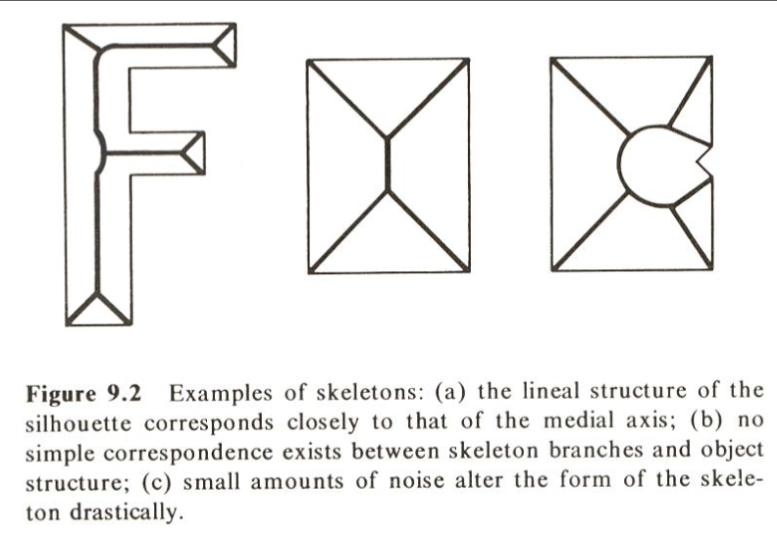 Figure 9.2 Examples of skeletons: (a) the lineal structure of the
silhouette corresponds closely to that of the medial axis; (b) no
simple correspondence exists between skeleton branches and object
structure; (c) small amounts of noise alter the form of the skele-
ton drastically.